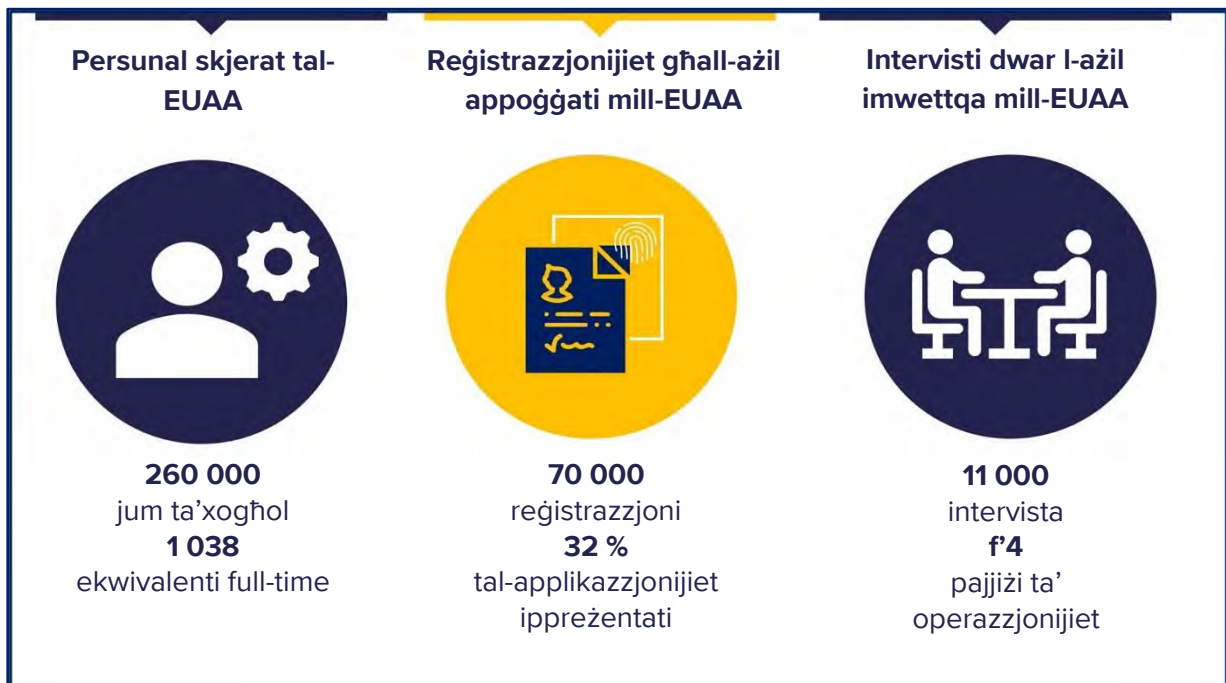 Persunal skjerat tal-
EUAA
260 000
jum ta’xogħol
1 038
ekwivalenti full-time
Reġistrazzjonijiet għall-ażil
appoġġati mill-EUAA
70 000
reġistrazzjoni
32 %
tal-applikazzjonijiet
ippreżentati
Intervisti dwar l-ażil
imwettqa mill-EUAA
11 000
intervista
f’4
pajjiżi ta’
operazzjonijiet